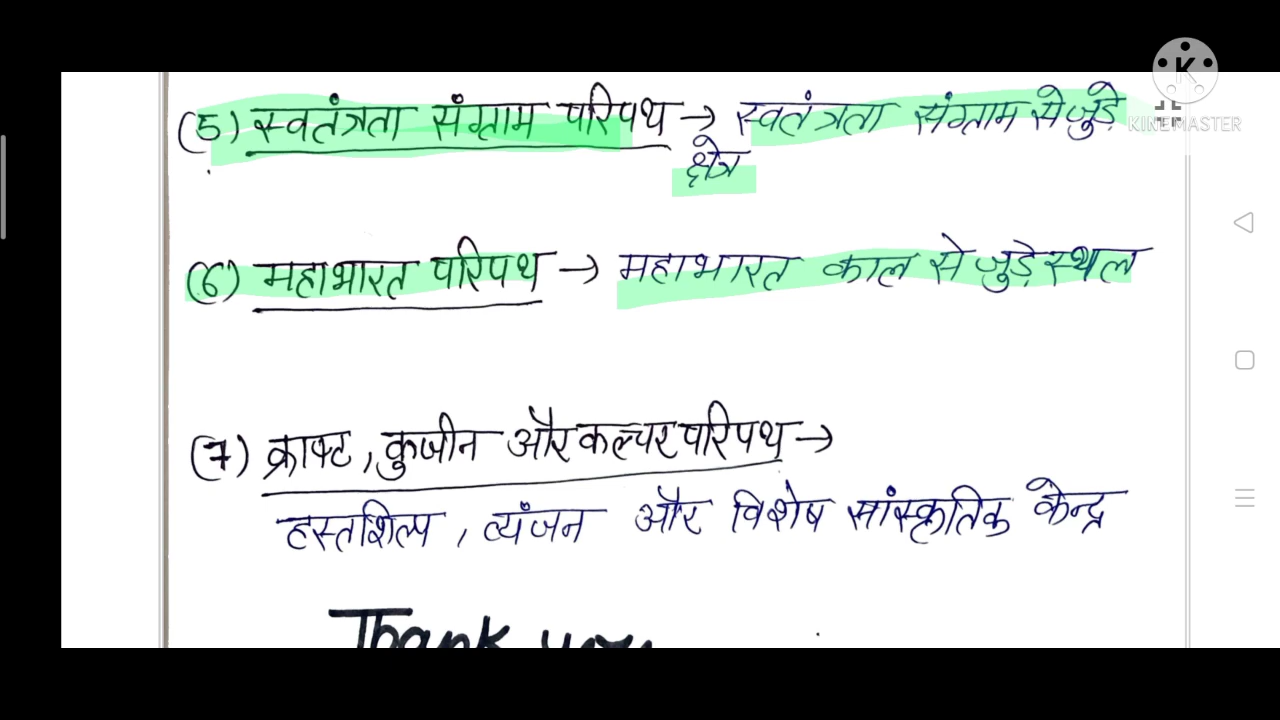 (5) स्वतंत्रता संग्राम परिपथ → स्वतंत्रता संग्राम से जुड़े
क्षेत्र
KINEMASTER
(6) महाभारत परिपथ → महाभारत काल से जुड़े स्थल
(7) क्राफ्ट, कुजीन और कल्चर परिपथ →
हस्तशिल्प, व्यंजन और विशेष सांस्कृतिक केन्द्र
Thank you